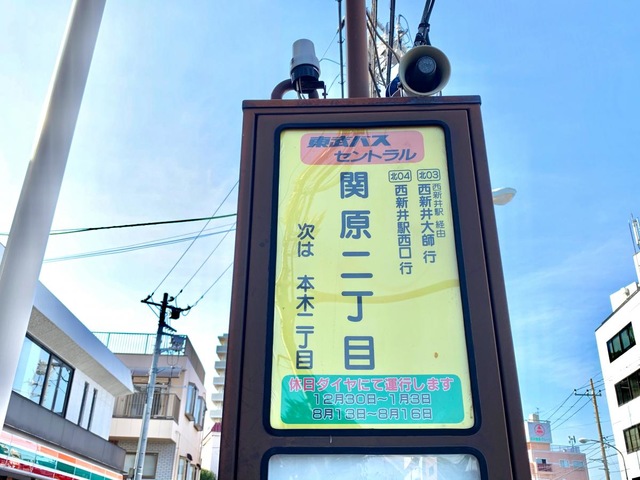 東武バス
セントラル
北03 西新井駅 経由
西新井大師 行
北04 西新井駅西口 行
関原二丁目
次は 本木一丁目
休日ダイヤにて運行します
12月30日~1月3日
8月13日~8月16日